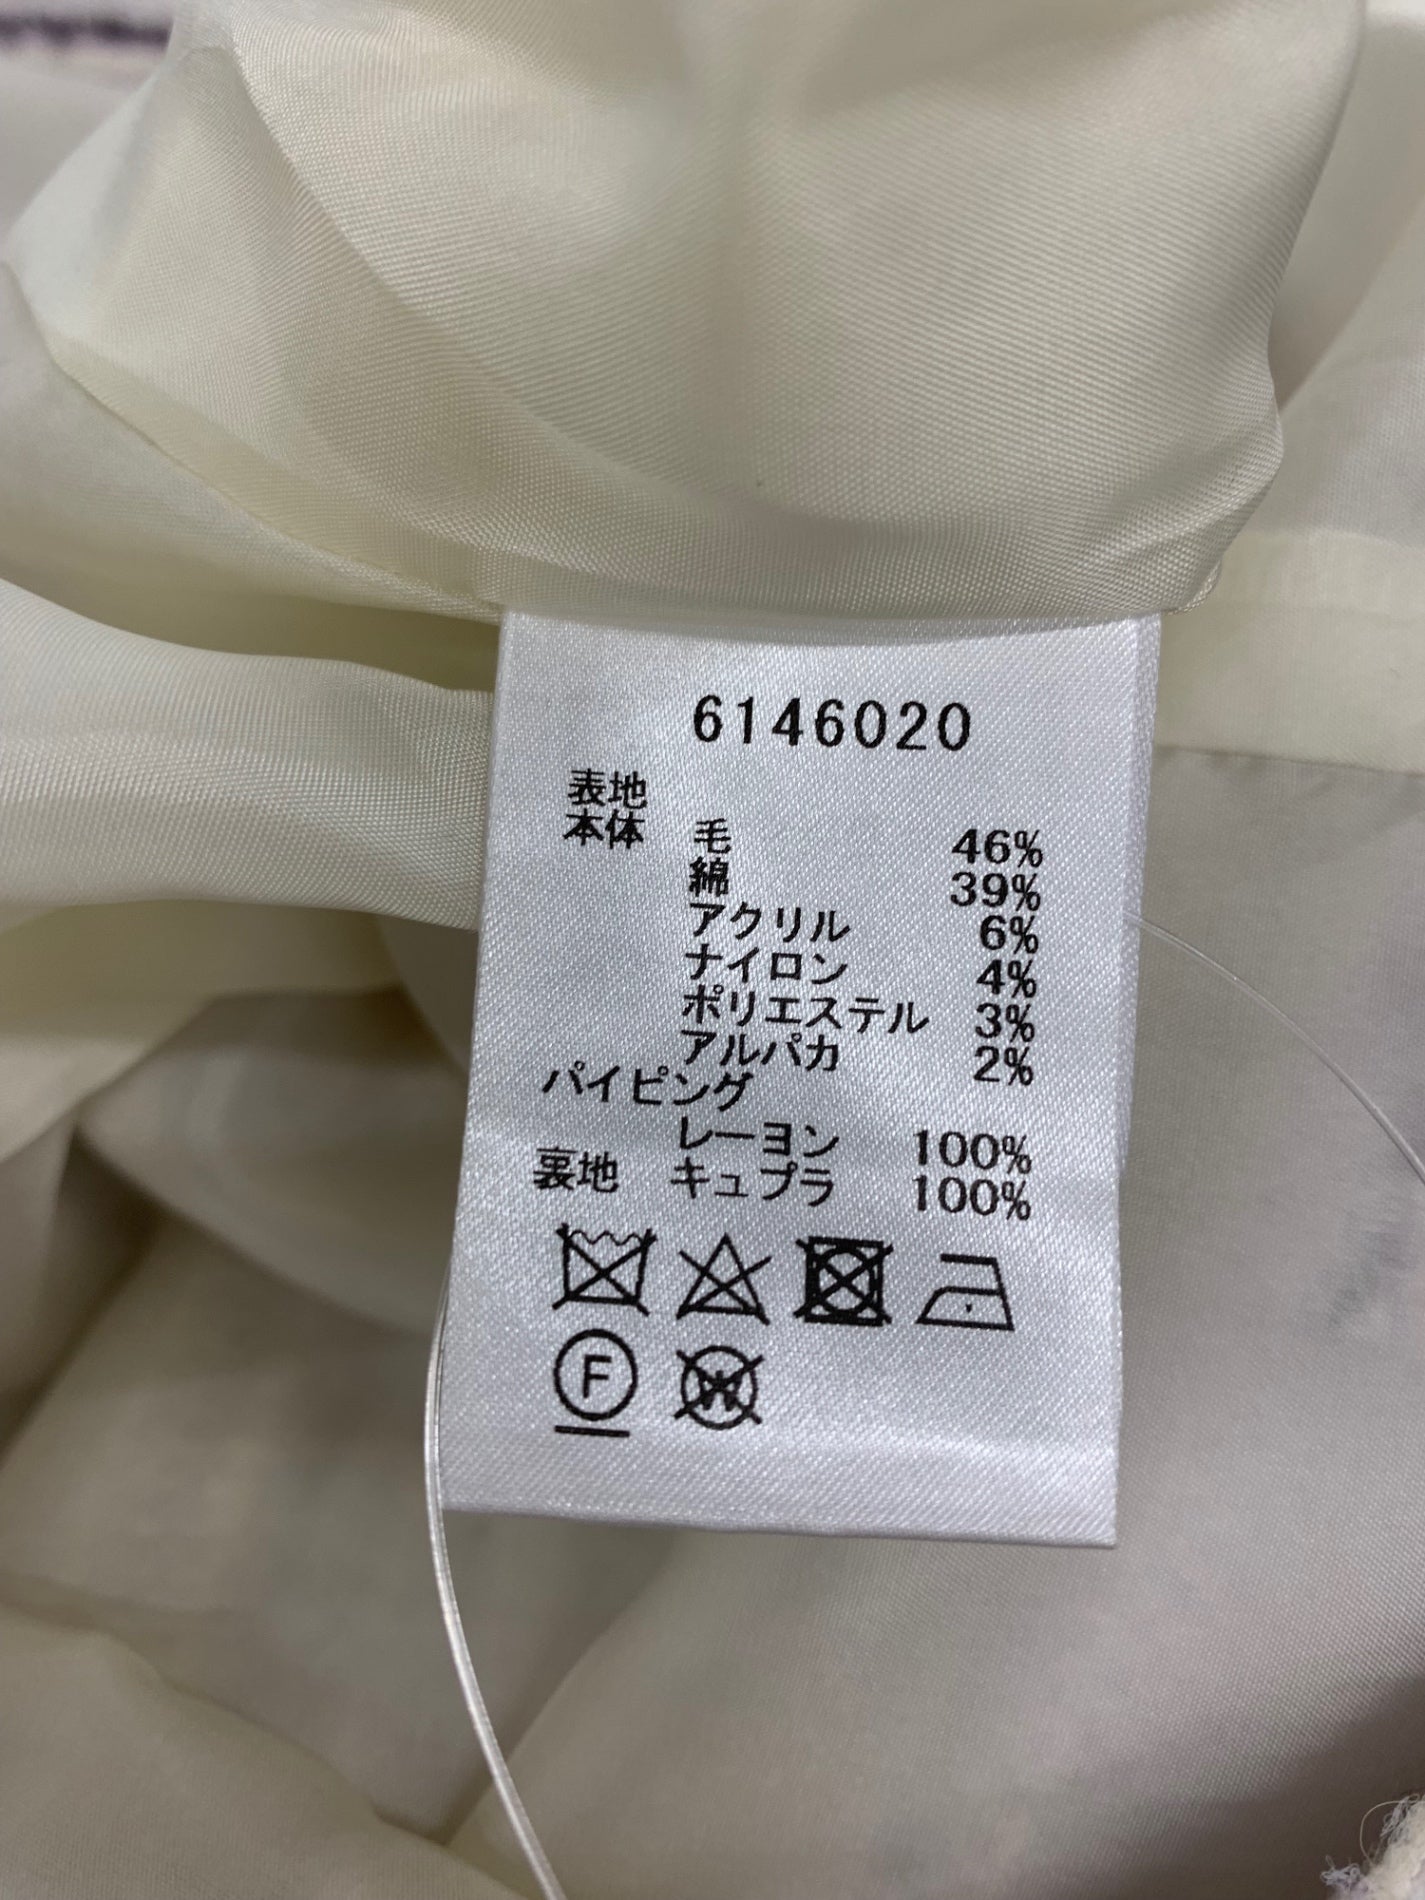 6146020
表地
本体 毛 46%
綿 39%
アクリル 6%
ナイロン 4%
ポリエステル 3%
アルパカ 2%
パイピング
レーヨン 100%
裏地 キュプラ 100%
F W